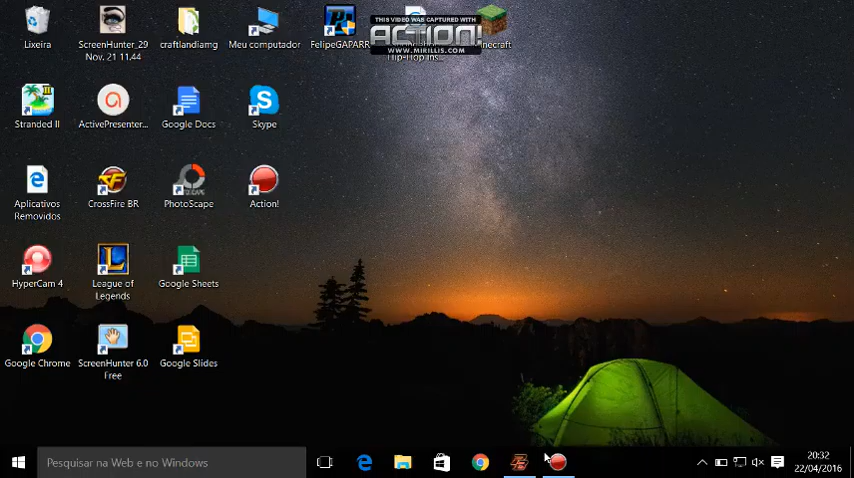 Lixeira
ScreenHunter_29
Nov. 21 11.44
craftlandiamg
Meu computador
FelipeGAPARR
THIS VIDEO WAS CAPTURED WITH
ACTION!
WWW.MIRILLIS.COM
Stranded II
ActivePresenter...
Google Docs
Skype
Aplicativos
Removidos
CrossFire BR
PhotoScape
Action!
HyperCam 4
League of
Legends
Google Sheets
Google Chrome
ScreenHunter 6.0
Free
Google Slides
Pesquisar na Web e no Windows
20:32
22/04/2016